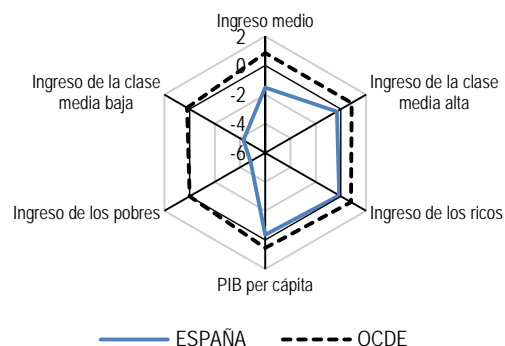 Ingreso medio
2
0
-2
-4
-6
Ingreso de la clase
media alta
Ingreso de los ricos
PIB per cápita
Ingreso de los pobres
Ingreso de la clase
media baja
ESPAÑA
OCDE